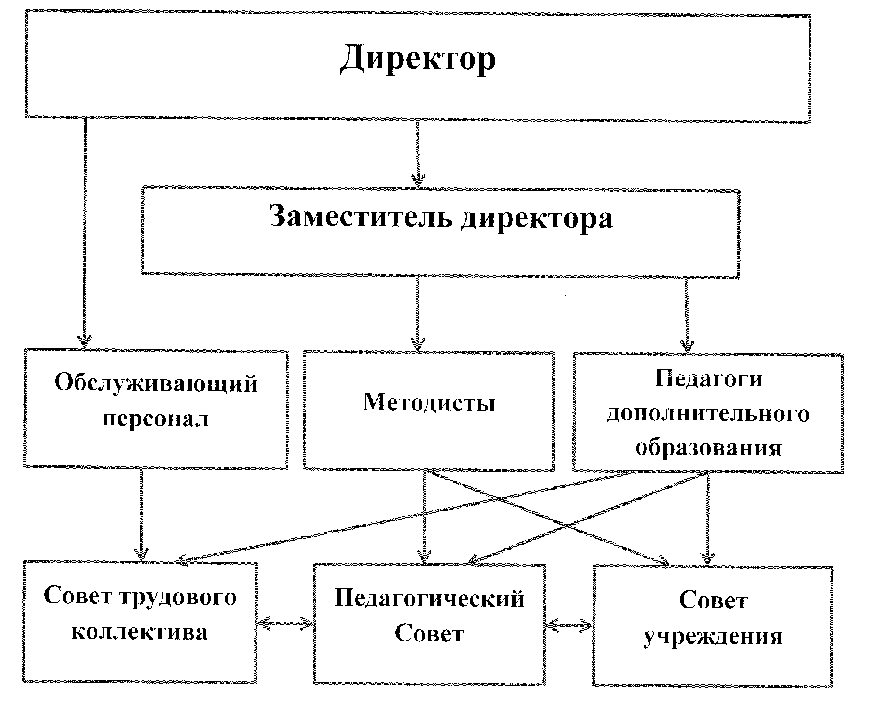 Директор
Заместитель директора
Обслуживающий
персонал
Методисты
Педагоги
дополнительного
образования
Совет трудового
коллектива
Педагогический
Совет
Совет
учреждения